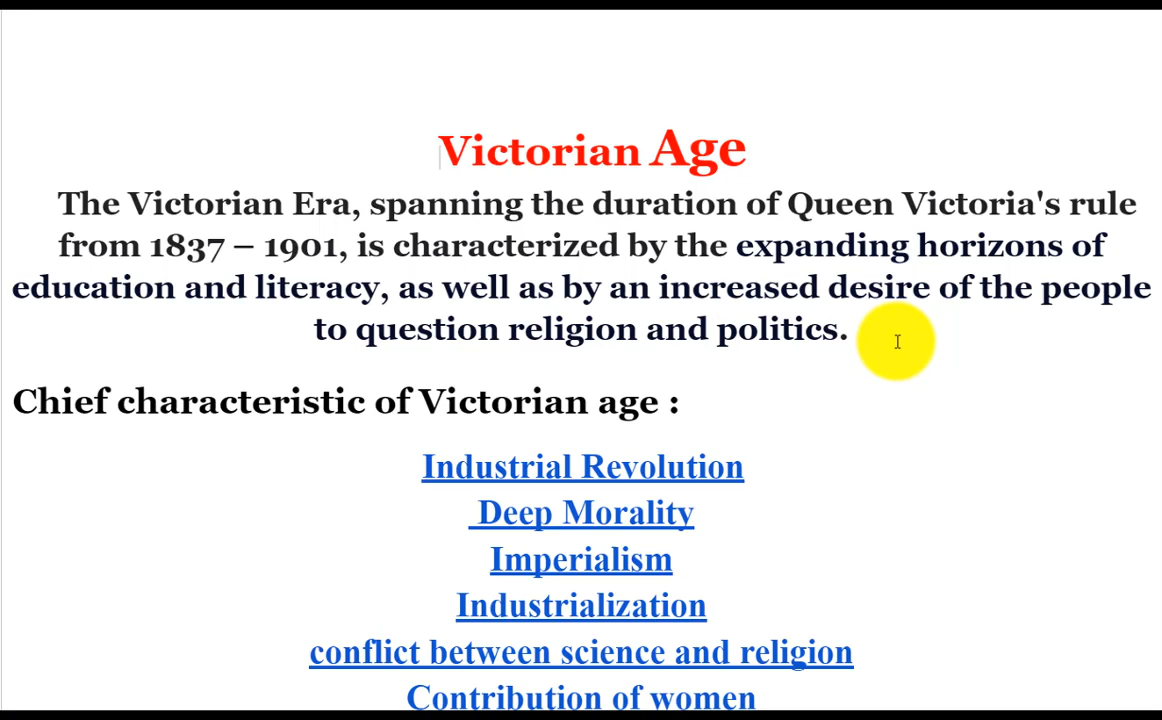 Victorian Age
The Victorian Era, spanning the duration of Queen Victoria's rule
from 1837 – 1901, is characterized by the expanding horizons of
education and literacy, as well as by an increased desire of the people
to question religion and politics.
Chief characteristic of Victorian age :
Industrial Revolution
Deep Morality
Imperialism
Industrialization
conflict between science and religion
Contribution of women